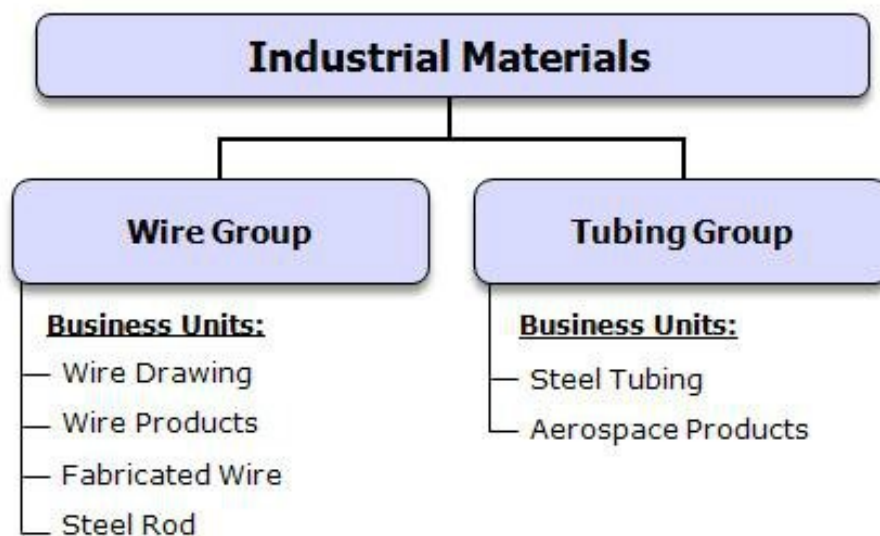 Industrial Materials
Wire Group
Business Units:
Wire Drawing
Wire Products
Fabricated Wire
Steel Rod
Tubing Group
Business Units:
Steel Tubing
Aerospace Products